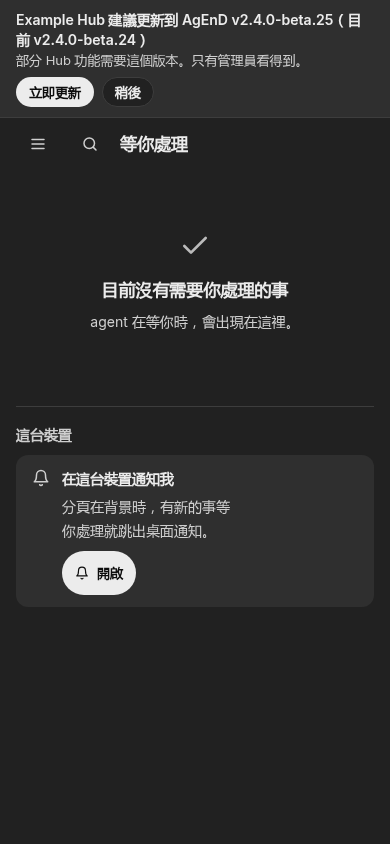 Example Hub 建議更新到 AgEnD v2.4.0-beta.25（目
前 v2.4.0-beta.24）
部分 Hub 功能需要這個版本。只有管理員看得到。
立即更新
稍後
等你處理
目前沒有需要你處理的事
agent 在等你時，會出現在這裡。
這台裝置
在這台裝置通知我
分頁在背景時，有新的事等
你處理就跳出桌面通知。
開啟